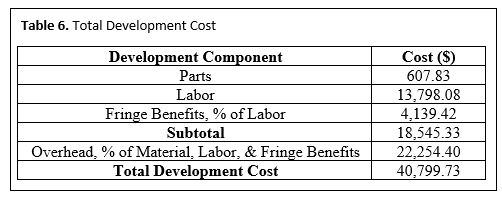 Table 6. Total Development Cost
Development Component Cost ($)
Parts 607.83
Labor 13,798.08
Fringe Benefits, % of Labor 4,139.42
Subtotal 18,545.33
Overhead, % of Material, Labor, & Fringe Benefits 22,254.40
Total Development Cost 40,799.73